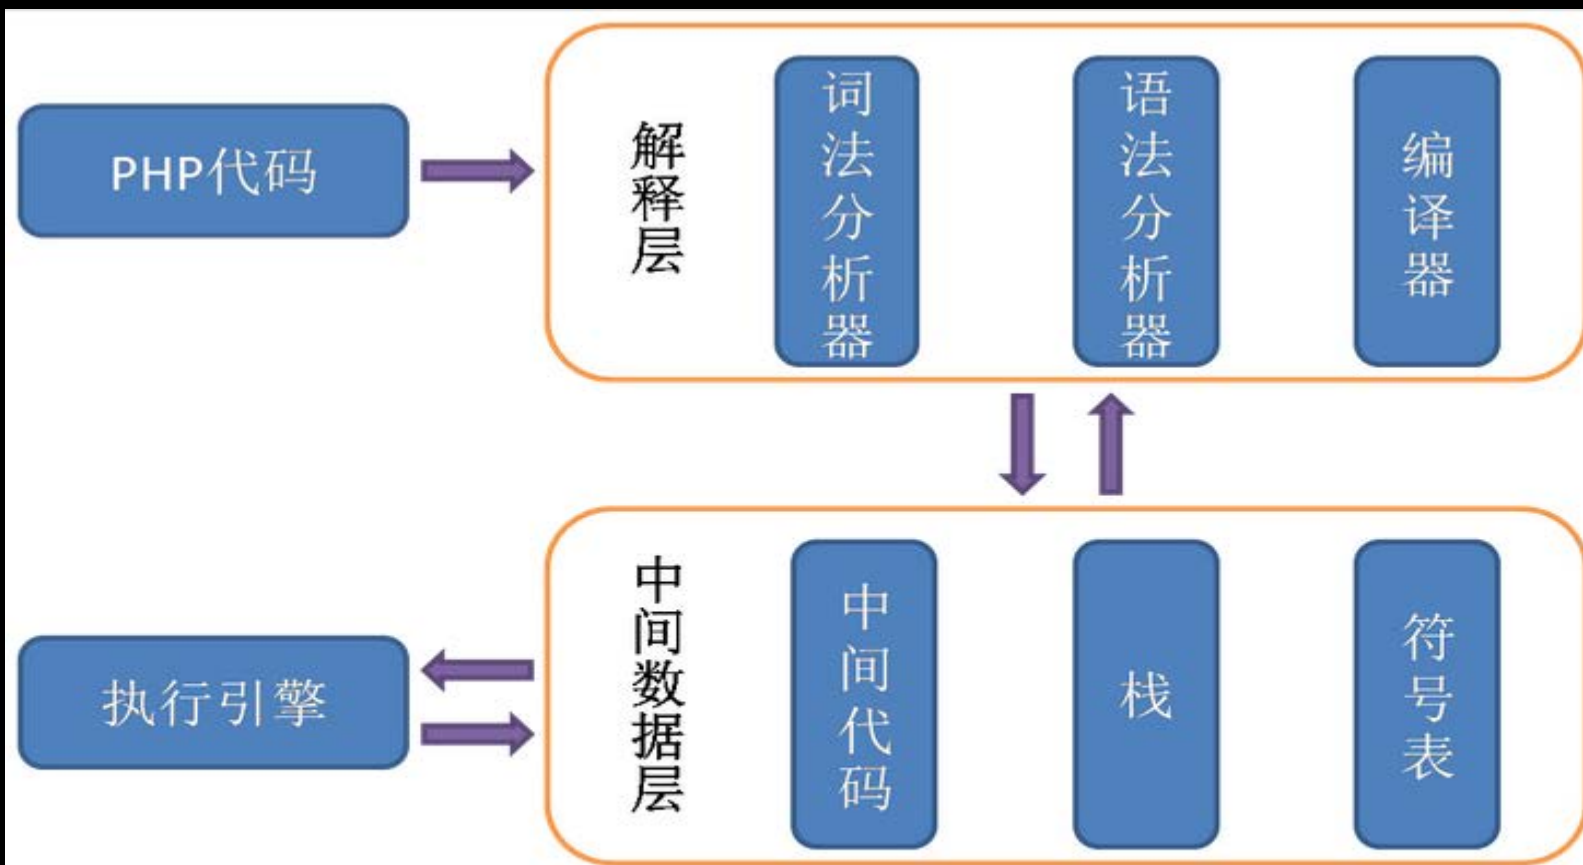 PHP代码
解释层
词法分析器
语法分析器
编译器
执行引擎
中间数据层
中间代码
栈
符号表